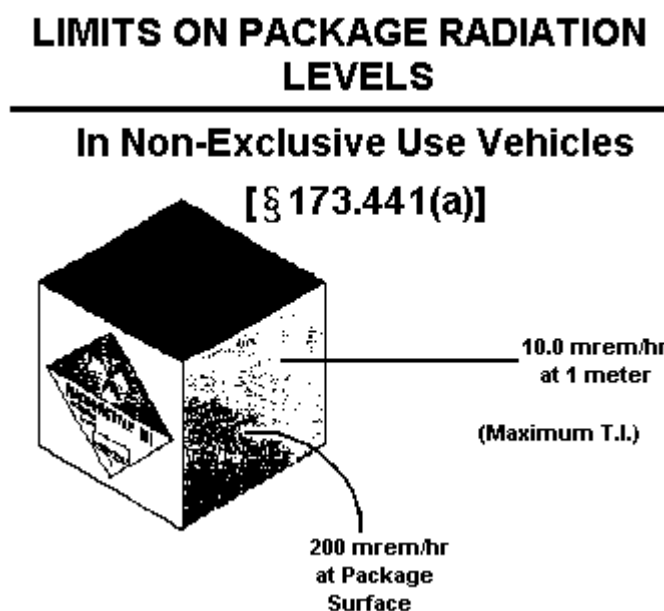 LIMITS ON PACKAGE RADIATION
LEVELS
In Non-Exclusive Use Vehicles
[§ 173.441(a)]
10.0 mrem/hr
at 1 meter
(Maximum T.I.)
200 mrem/hr
at Package
Surface